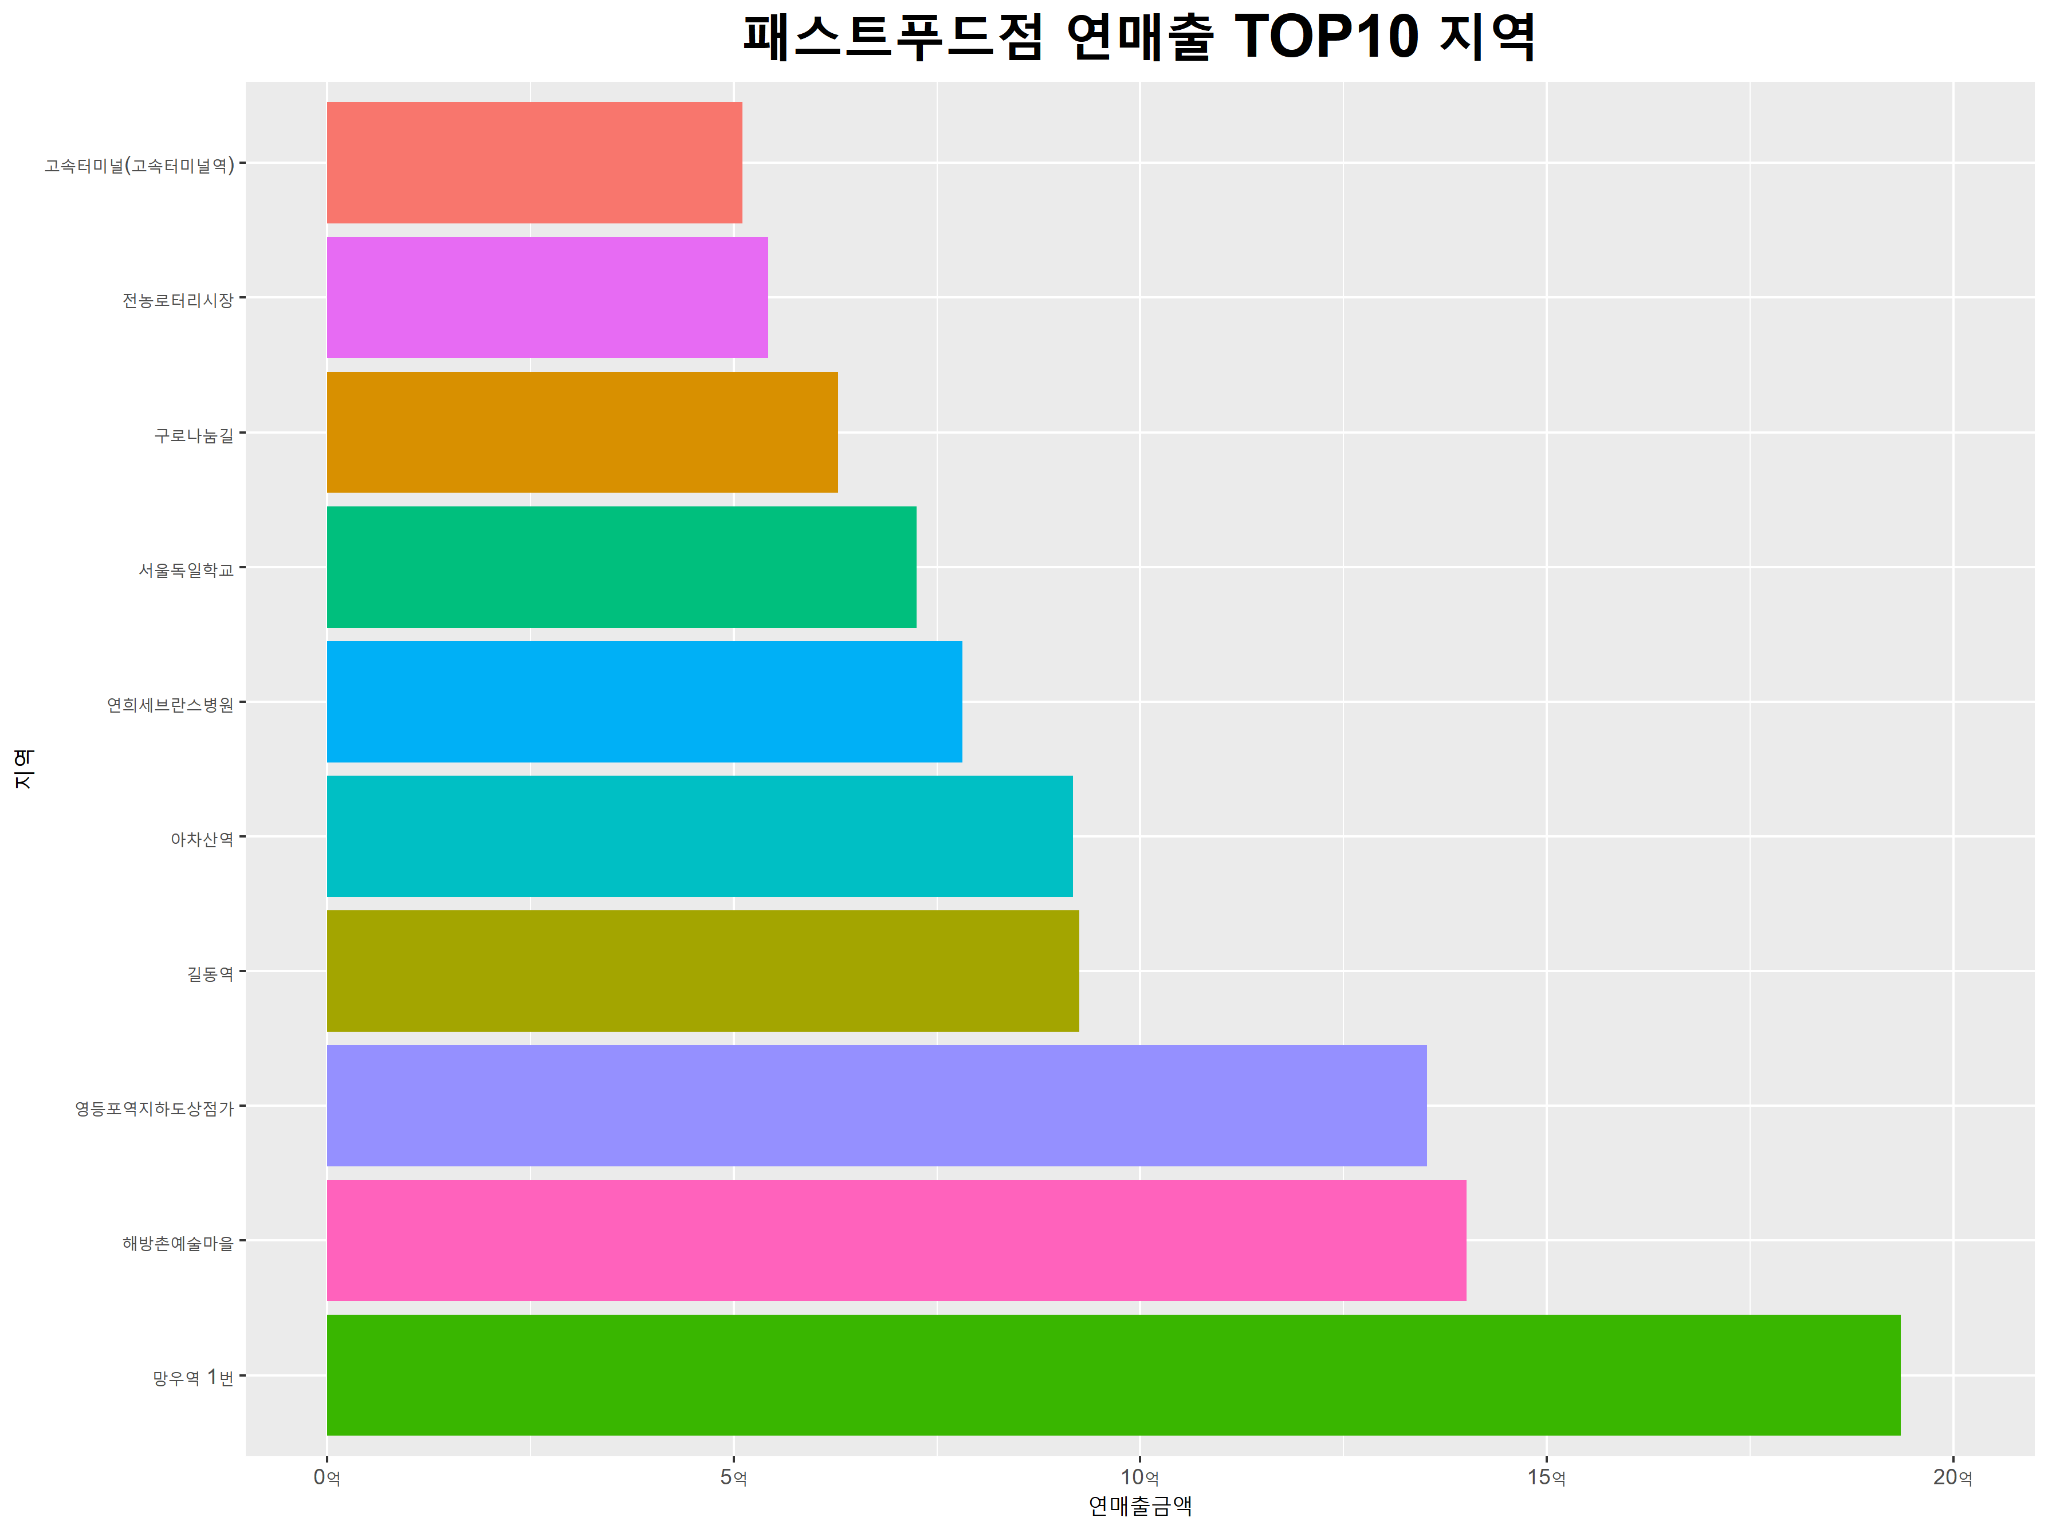 패스트푸드점 연매출 TOP10 지역
고속터미널(고속터미널역)
전농로터리시장
구로나눔길
서울독일학교
연희세브란스병원
아차산역
길동역
영등포역지하도상점가
해방촌예술마을
망우역 1번
지역
0억 5억 10억 15억 20억
연매출금액